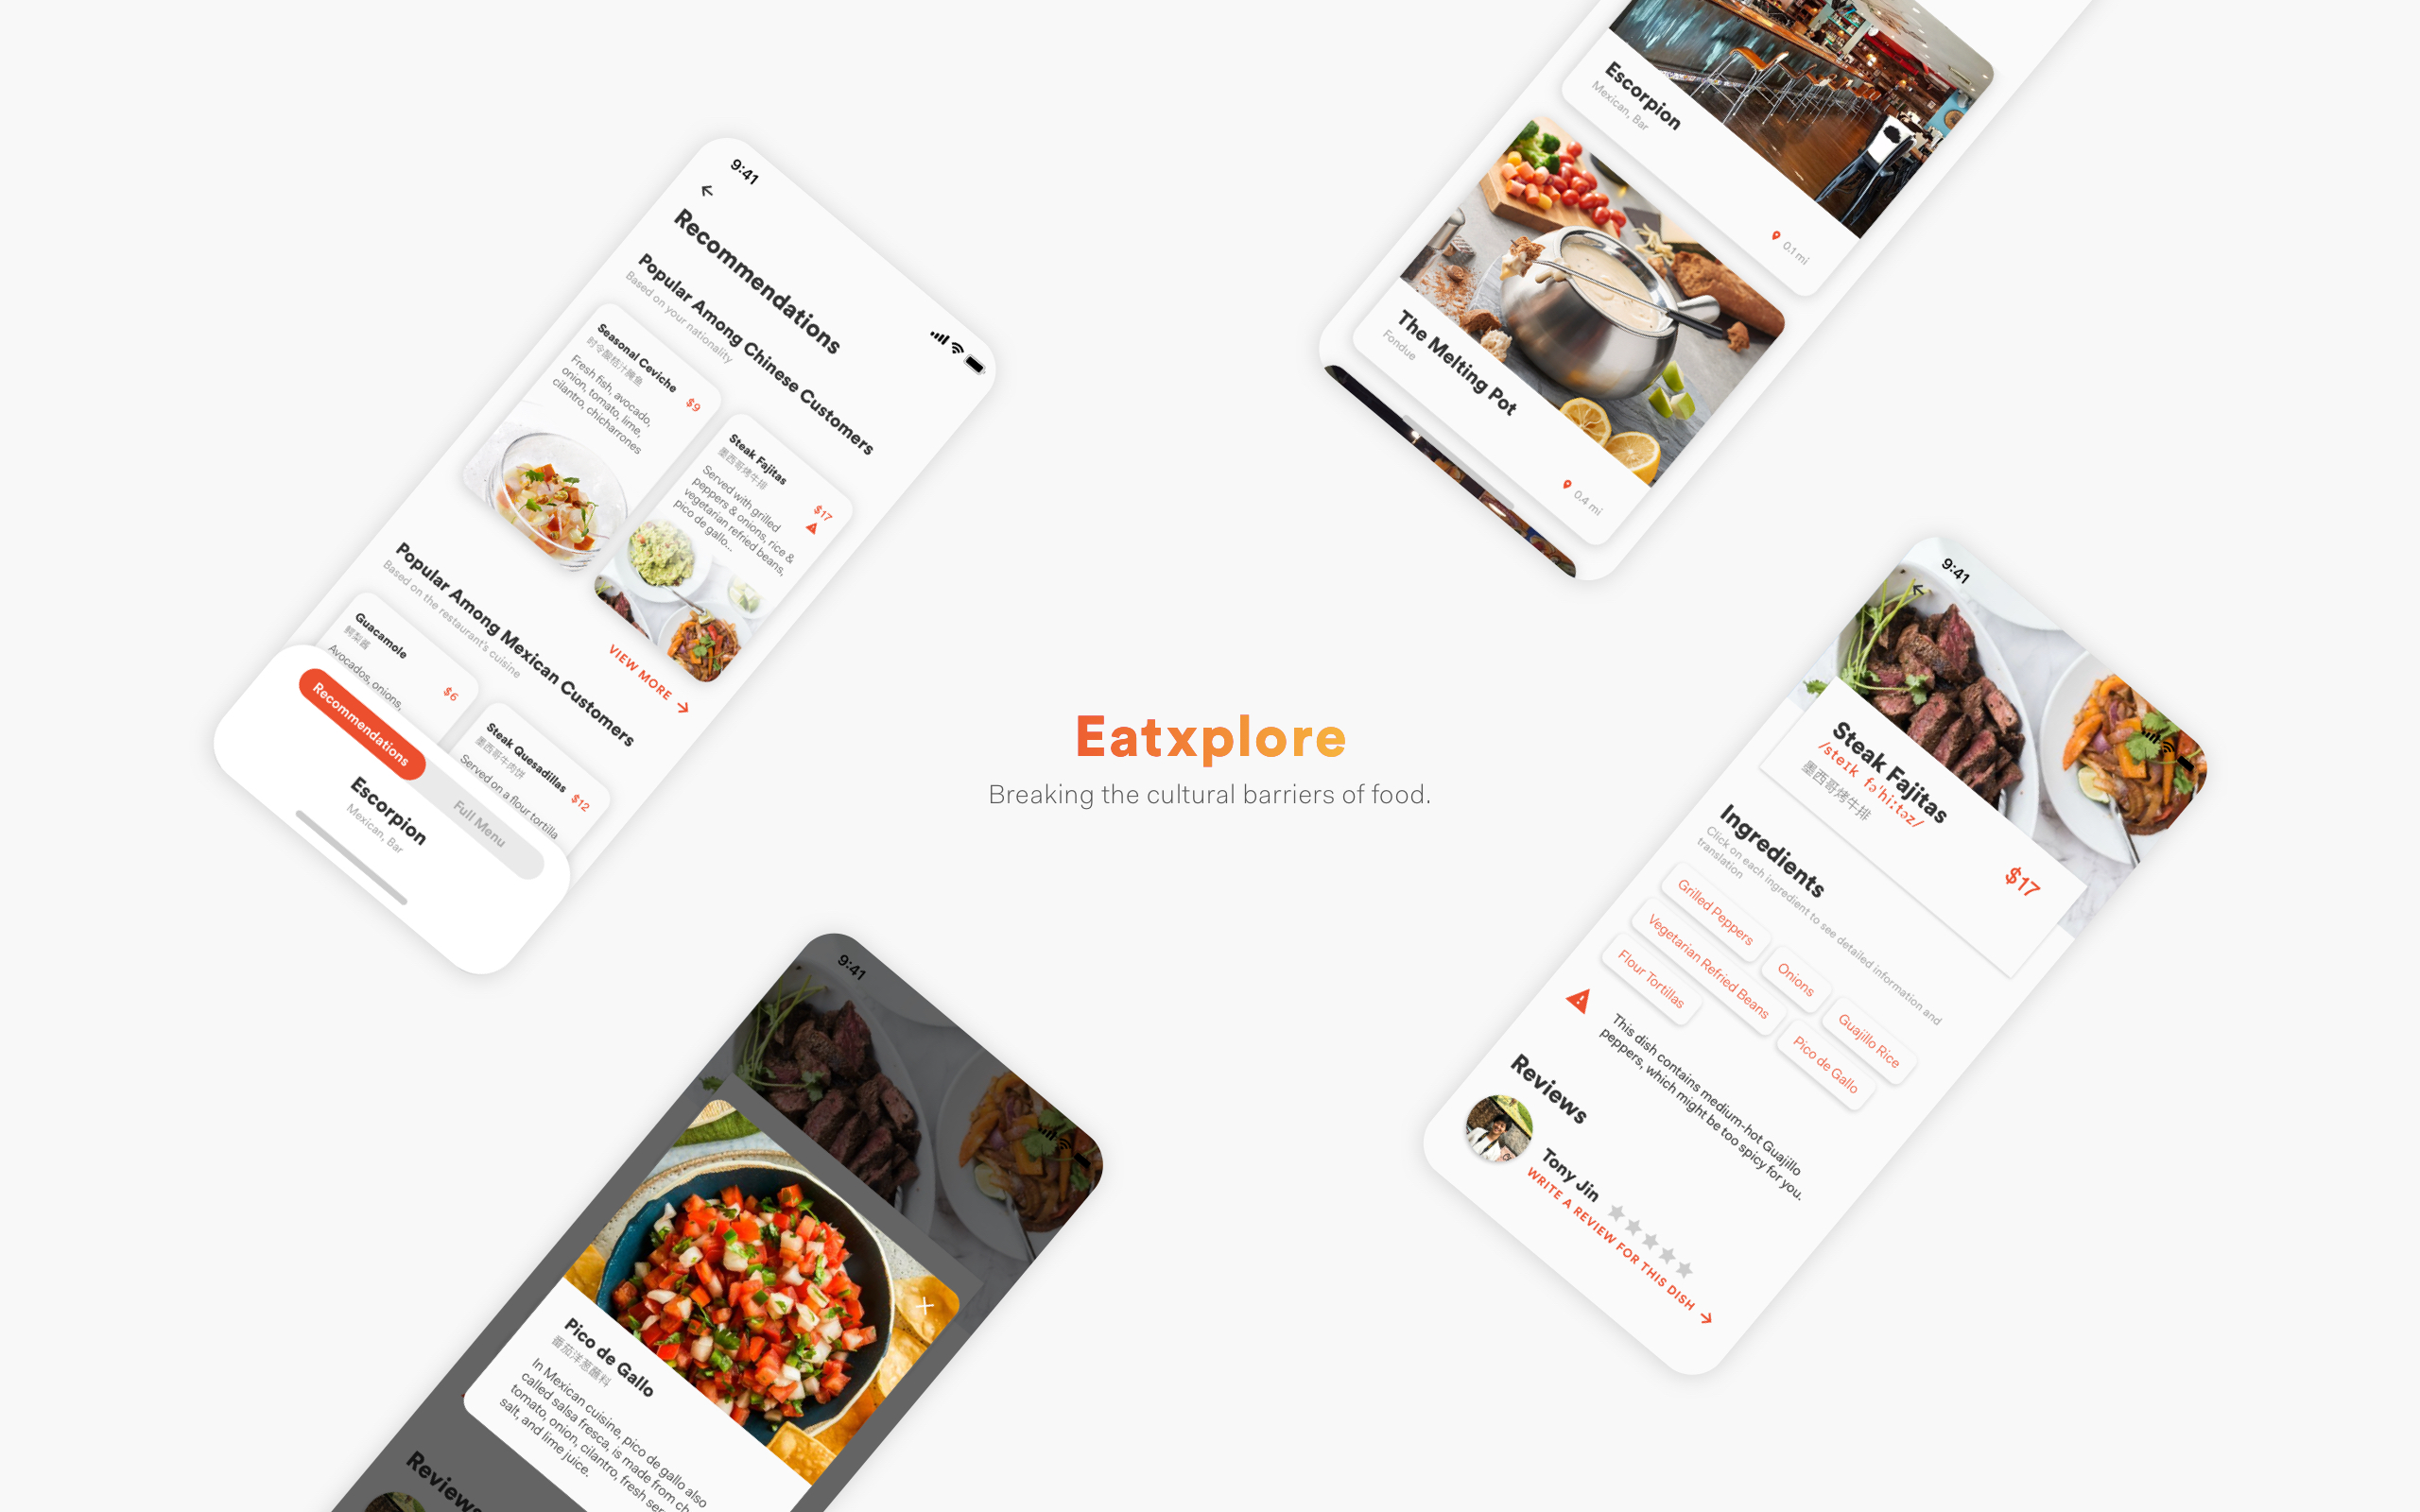 9:41
Recommendations
Popular Among Chinese Customers
Based on your nationality
Seasonal Ceviche
时令酸桔汁腌鱼
$9
Fresh fish, avocado,
onion, tomato, lime,
cilantro, chicharrones
Steak Fajitas
墨西哥烤牛排
$17
Served with grilled
peppers & onions, rice &
vegetarian refried beans,
pico de gallo...
VIEW MORE
Popular Among Mexican Customers
Based on the restaurant's cuisine
Guacamole
鳄梨酱
$6
Avocados, onions,
Steak Quesadillas
墨西哥牛肉饼
$12
Served on a flour tortilla
Recommendations
Full Menu
Escorpion
Mexican, Bar
Escorpion
Mexican, Bar
0.1 mi
The Melting Pot
Fondue
0.4 mi
Eatxplore
Breaking the cultural barriers of food.
9:41
Steak Fajitas
/steɪk fəˈhiːtəz/
墨西哥烤牛排
$17
Ingredients
Click on each ingredient to see detailed information and
translation
Grilled Peppers
Onions
Guajillo Rice
Vegetarian Refried Beans
Pico de Gallo
Flour Tortillas
This dish contains medium-hot Guajillo
peppers, which might be too spicy for you.
Reviews
Tony Jin
WRITE A REVIEW FOR THIS DISH
9:41
Pico de Gallo
番茄洋葱蘸料
In Mexican cuisine, pico de gallo also
called salsa fresca, is made from
tomato, onion, cilantro, fresh
salt, and lime juice.
Reviews